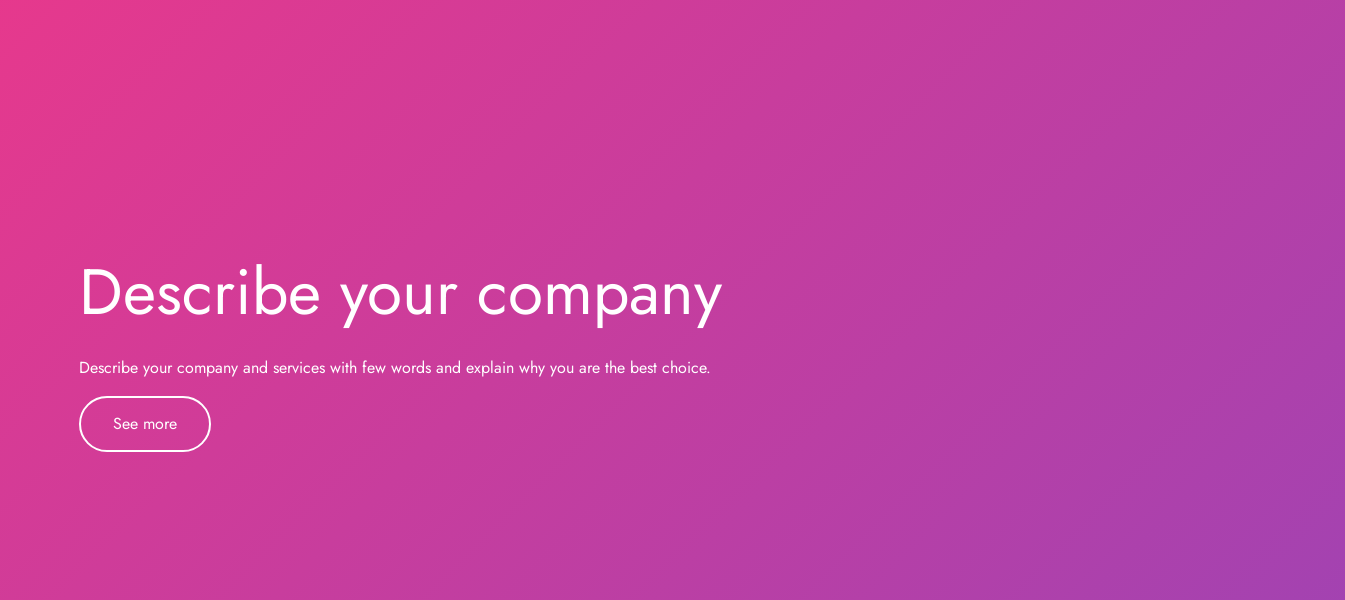 Describe your company
Describe your company and services with few words and explain why you are the best choice.
See more